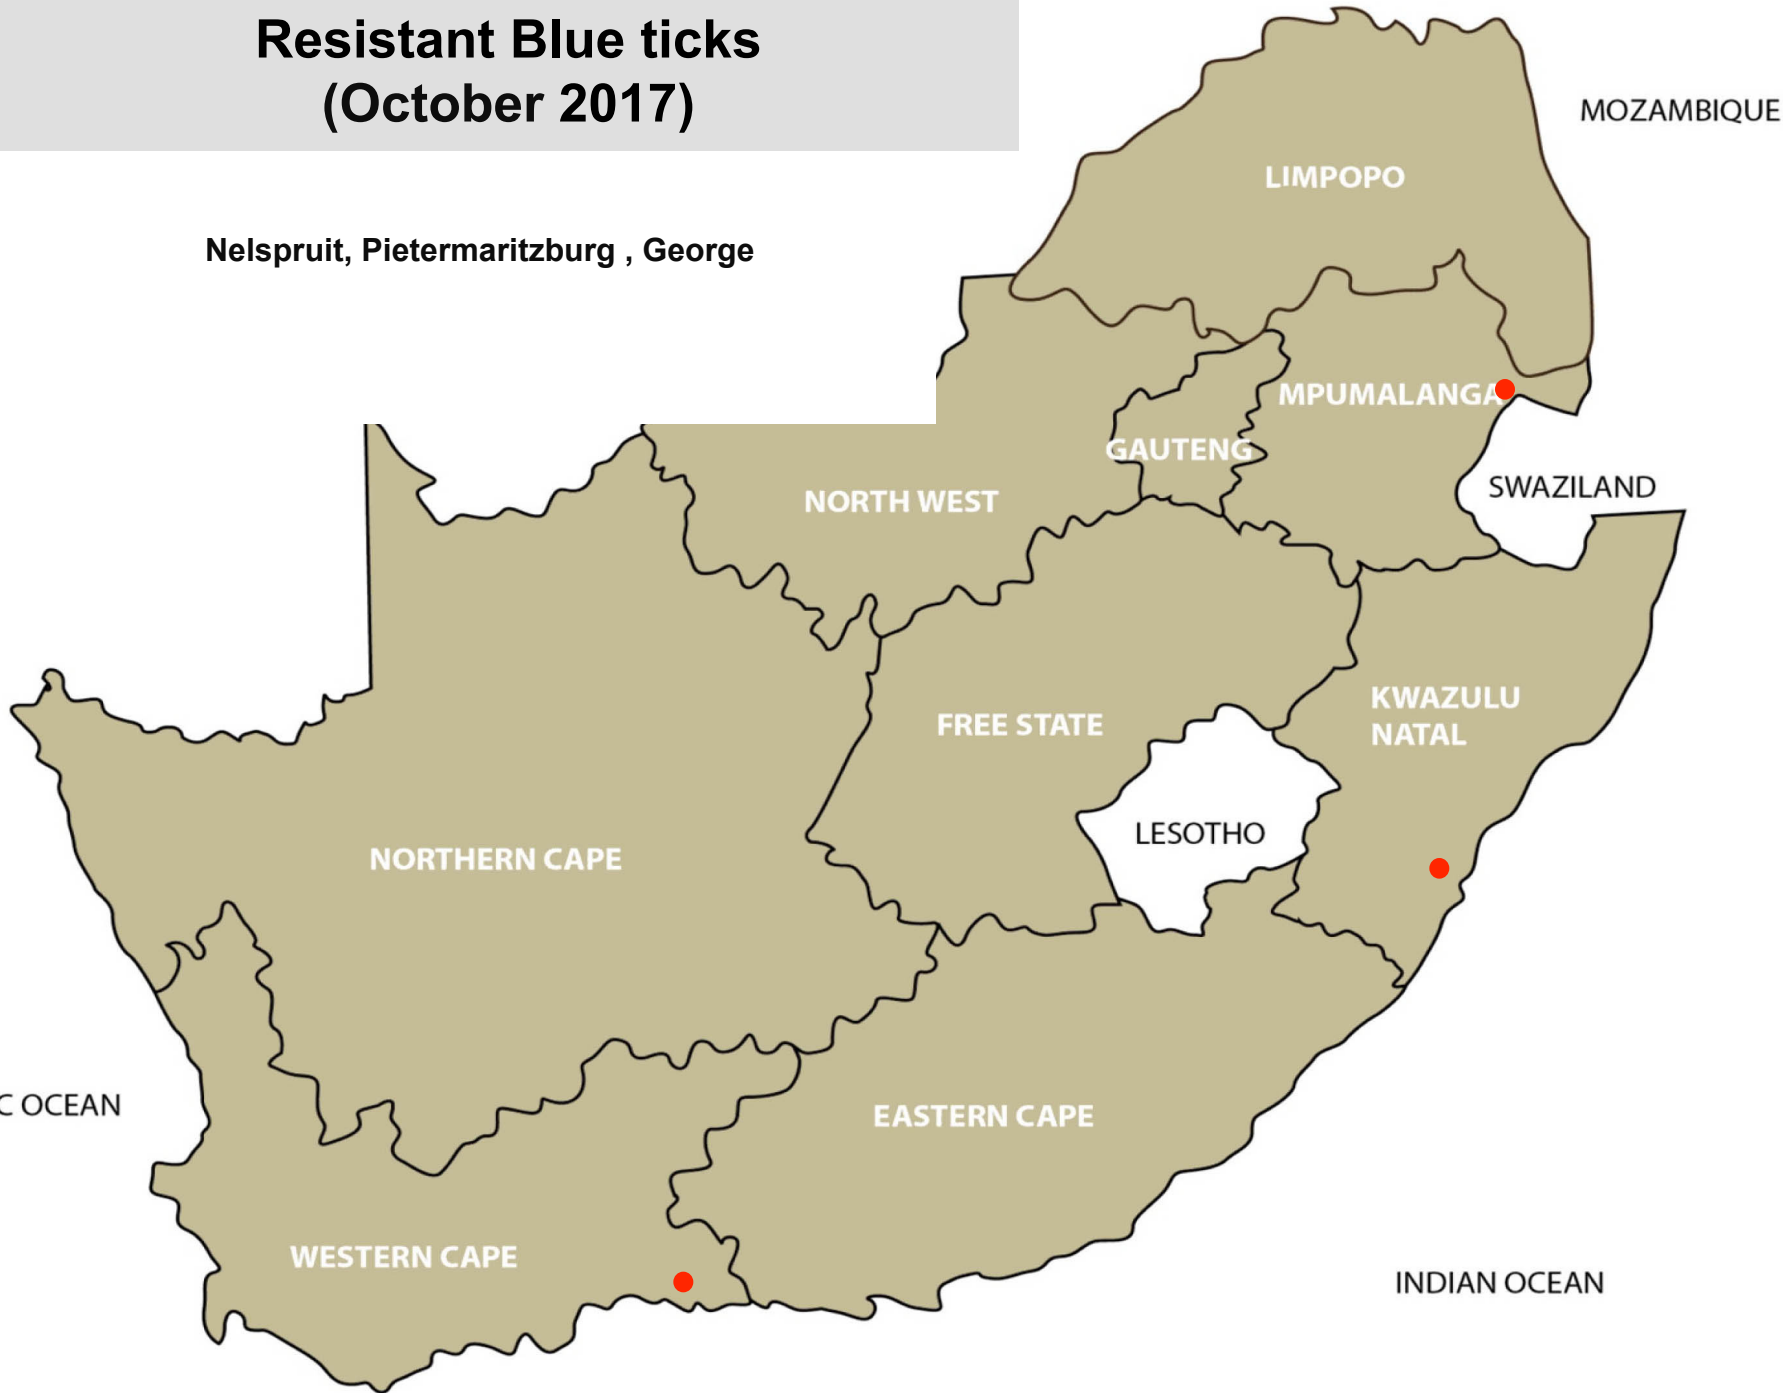 Resistant Blue ticks
(October 2017)
MOZAMBIQUE
LIMPOPO
Nelspruit, Pietermaritzburg , George
MPUMALANGA
GAUTENG
SWAZILAND
NORTH WEST
KWAZULU
NATAL
FREE STATE
LESOTHO
NORTHERN CAPE
C OCEAN
EASTERN CAPE
WESTERN CAPE
INDIAN OCEAN